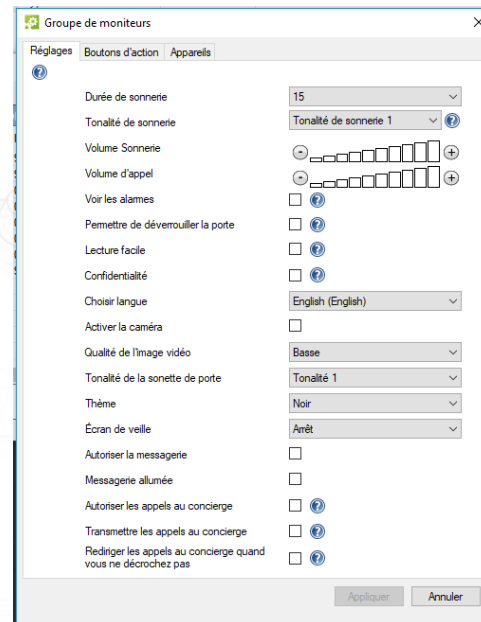 Groupe de moniteurs
Réglages Boutons d'action Appareils
Durée de sonnerie 15
Tonalité de sonnerie Tonalité de sonnerie 1
Volume Sonnerie
Volume d'appel
Voir les alarmes
Permettre de déverrouiller la porte
Lecture facile
Confidentialité
Choisir langue English (English)
Activer la caméra
Qualité de l'image vidéo Basse
Tonalité de la sonette de porte Tonalité 1
Thème Noir
Écran de veille Arrêt
Autoriser la messagerie
Messagerie allumée
Autoriser les appels au concierge
Transmettre les appels au concierge
Rediriger les appels au concierge quand
vous ne décrochez pas
Appliquer Annuler